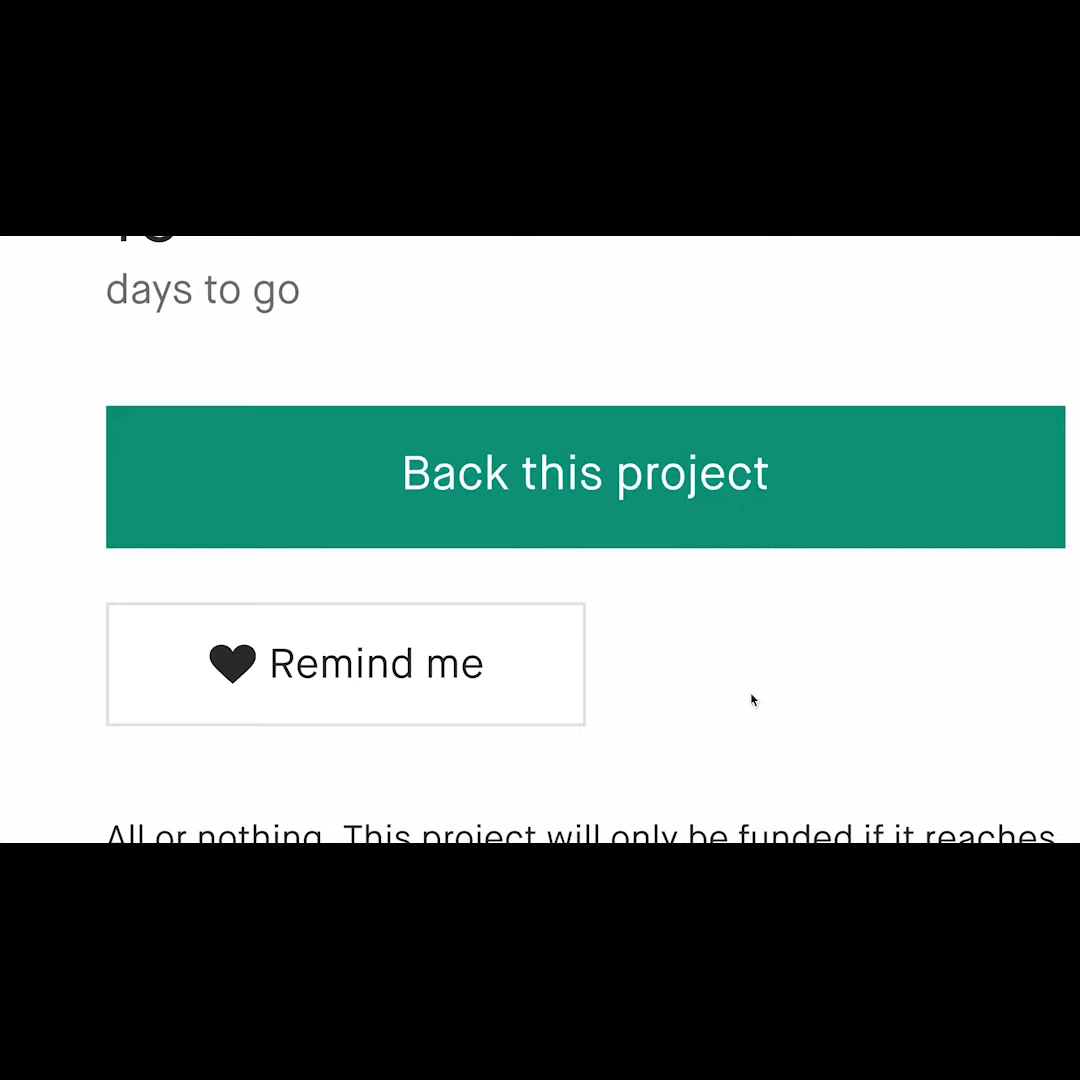 days to go
Back this project
Remind me
All or nothing. This project will only be funded if it reaches